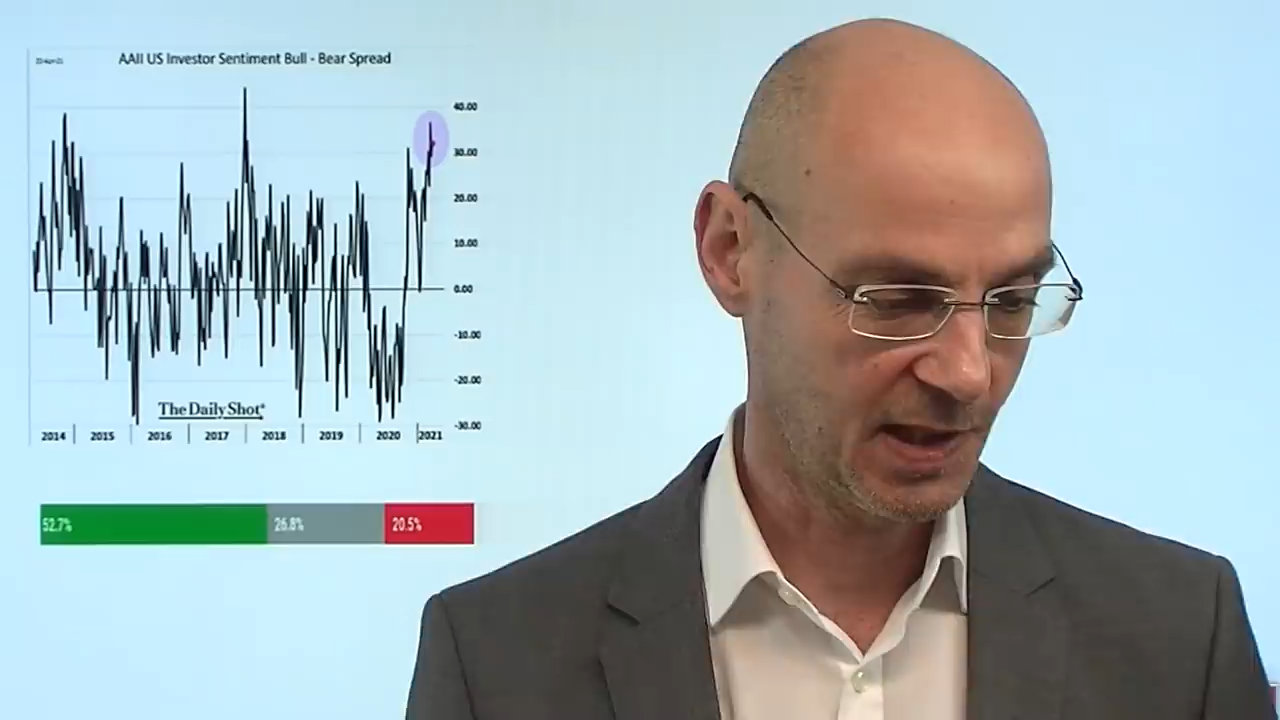 AAII US Investor Sentiment Bull - Bear Spread
40.00
30.00
20.00
10.00
0.00
-10.00
-20.00
-30.00
The Daily Shot®
2014 2015 2016 2017 2018 2019 2020 2021
52.7% 26.8% 20.5%